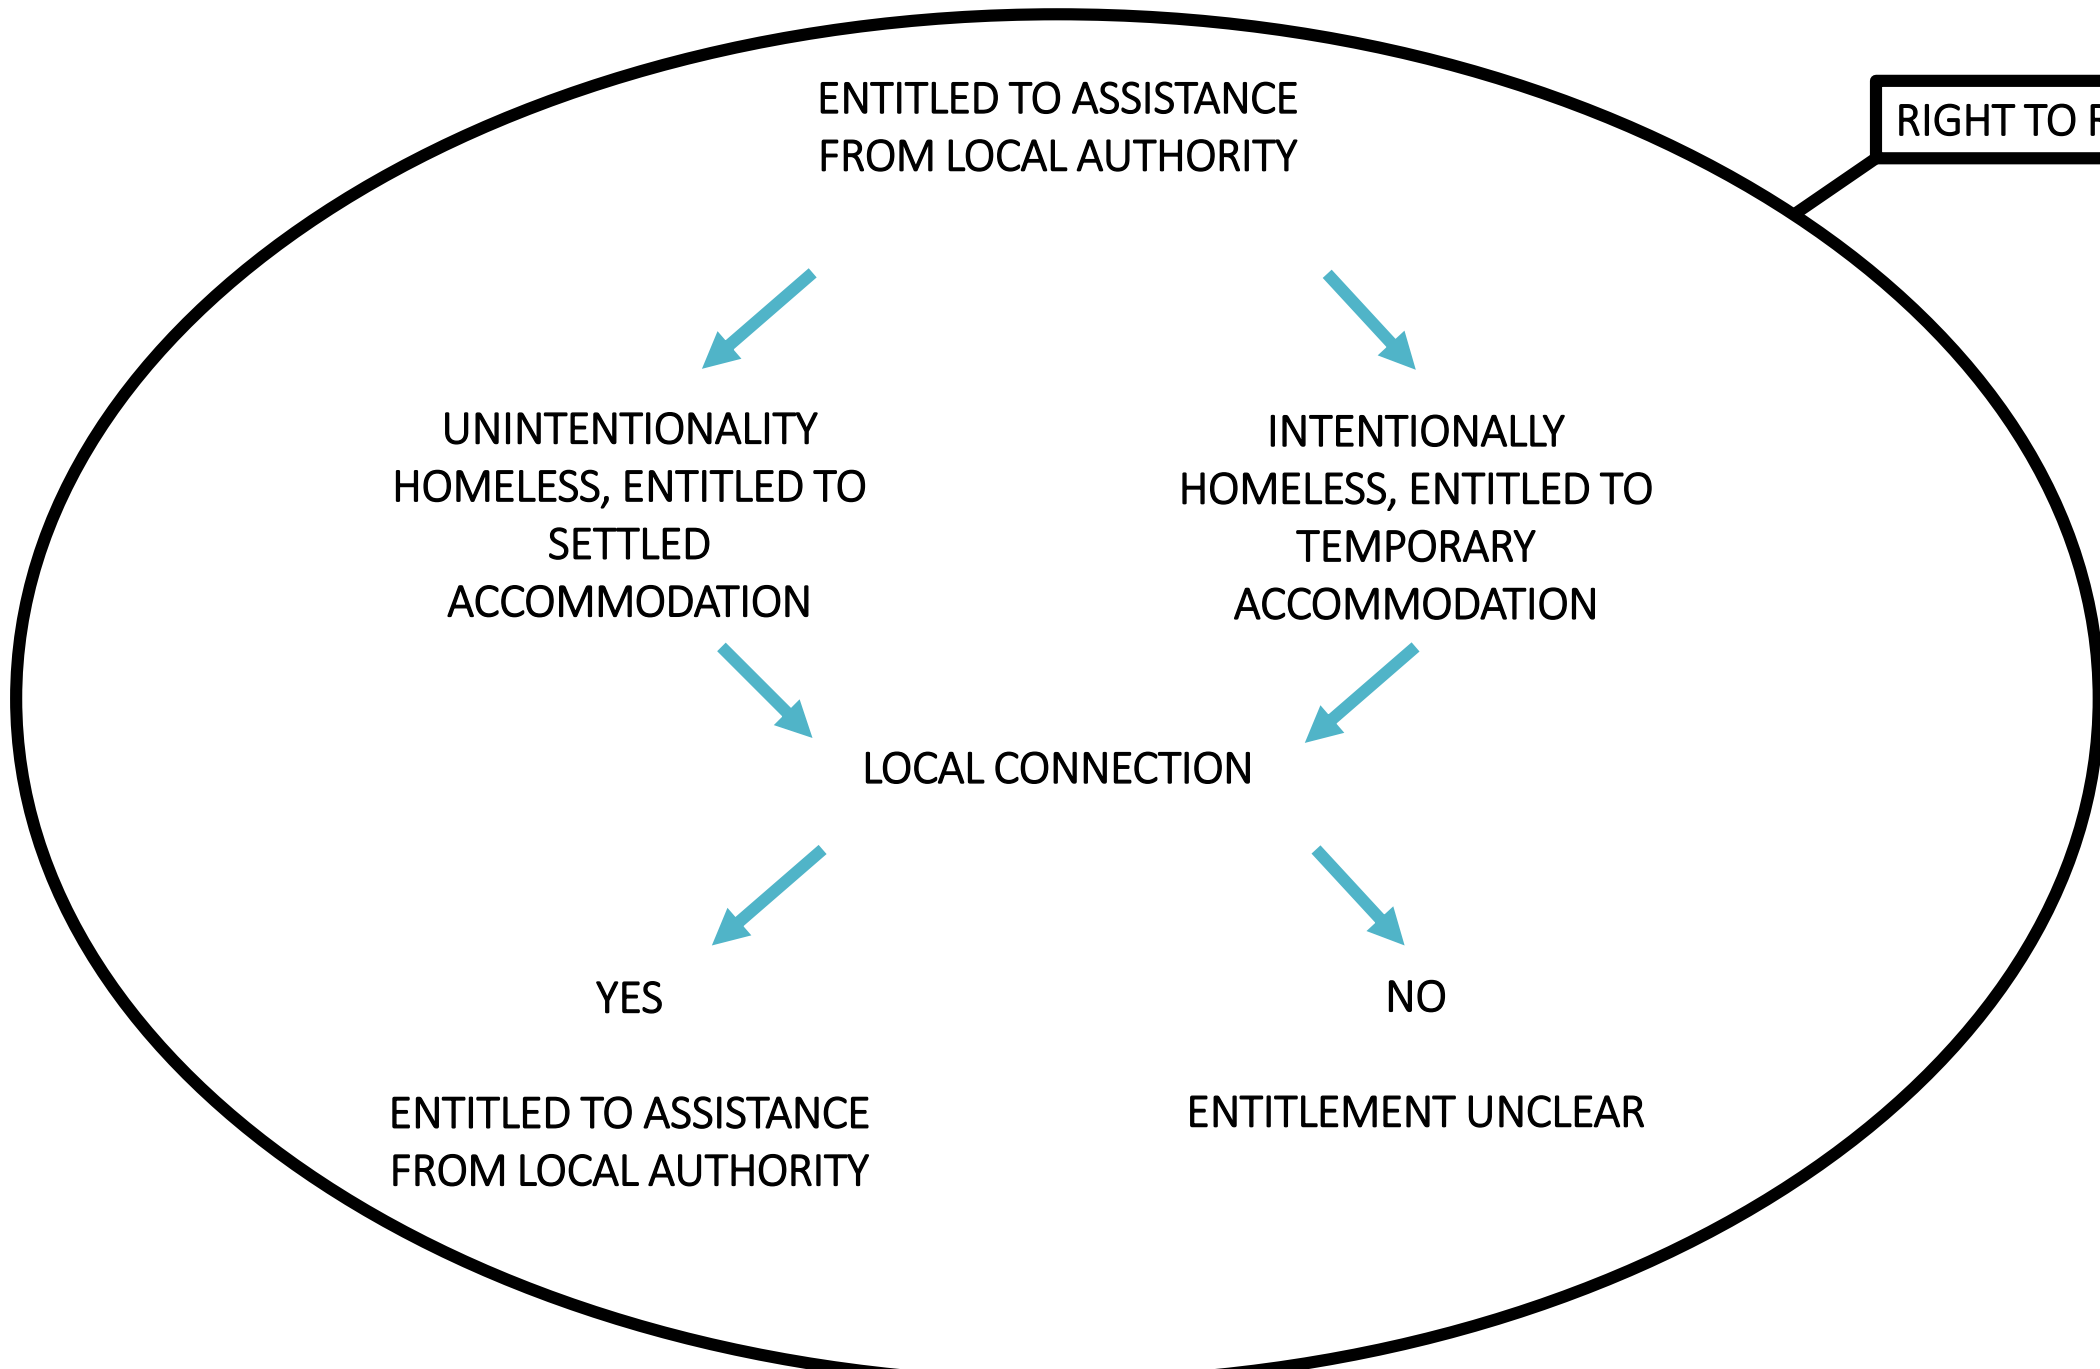 ENTITLED TO ASSISTANCE
FROM LOCAL AUTHORITY
RIGHT TO
UNINTENTIONALITY
HOMELESS, ENTITLED TO
SETTLED
ACCOMMODATION
INTENTIONALLY
HOMELESS, ENTITLED TO
TEMPORARY
ACCOMMODATION
LOCAL CONNECTION
YES
NO
ENTITLED TO ASSISTANCE
FROM LOCAL AUTHORITY
ENTITLEMENT UNCLEAR